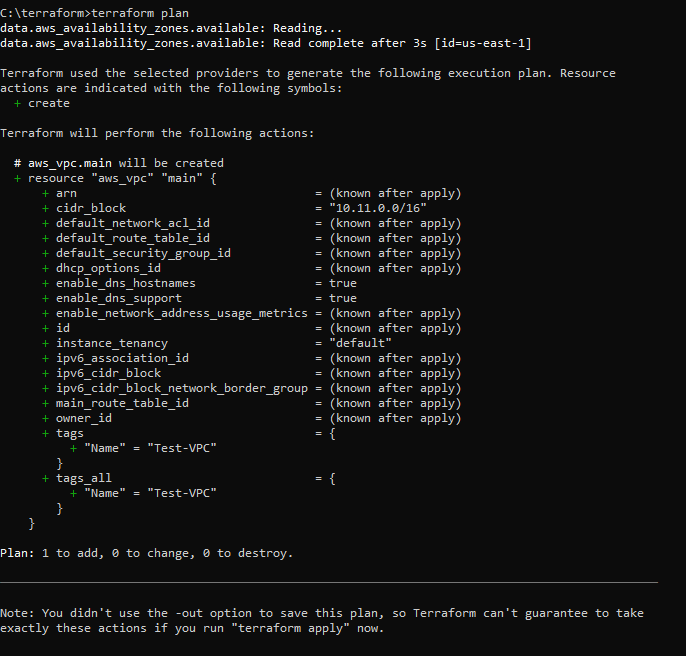 C:\terraform>terraform plan
data.aws_availability_zones.available: Reading...
data.aws_availability_zones.available: Read complete after 3s [id=us-east-1]
Terraform used the selected providers to generate the following execution plan. Resource
actions are indicated with the following symbols:
+ create
Terraform will perform the following actions:
# aws_vpc.main will be created
+ resource "aws_vpc" "main" {
+ arn = (known after apply)
+ cidr_block = "10.11.0.0/16"
+ default_network_acl_id = (known after apply)
+ default_route_table_id = (known after apply)
+ default_security_group_id = (known after apply)
+ dhcp_options_id = (known after apply)
+ enable_dns_hostnames = true
+ enable_dns_support = true
+ enable_network_address_usage_metrics = (known after apply)
+ id = (known after apply)
+ instance_tenancy = "default"
+ ipv6_association_id = (known after apply)
+ ipv6_cidr_block = (known after apply)
+ ipv6_cidr_block_network_border_group = (known after apply)
+ main_route_table_id = (known after apply)
+ owner_id = (known after apply)
+ tags = {
+ "Name" = "Test-VPC"
}
+ tags_all = {
+ "Name" = "Test-VPC"
}
}
Plan: 1 to add, 0 to change, 0 to destroy.
Note: You didn't use the -out option to save this plan, so Terraform can't guarantee to take
exactly these actions if you run "terraform apply" now.